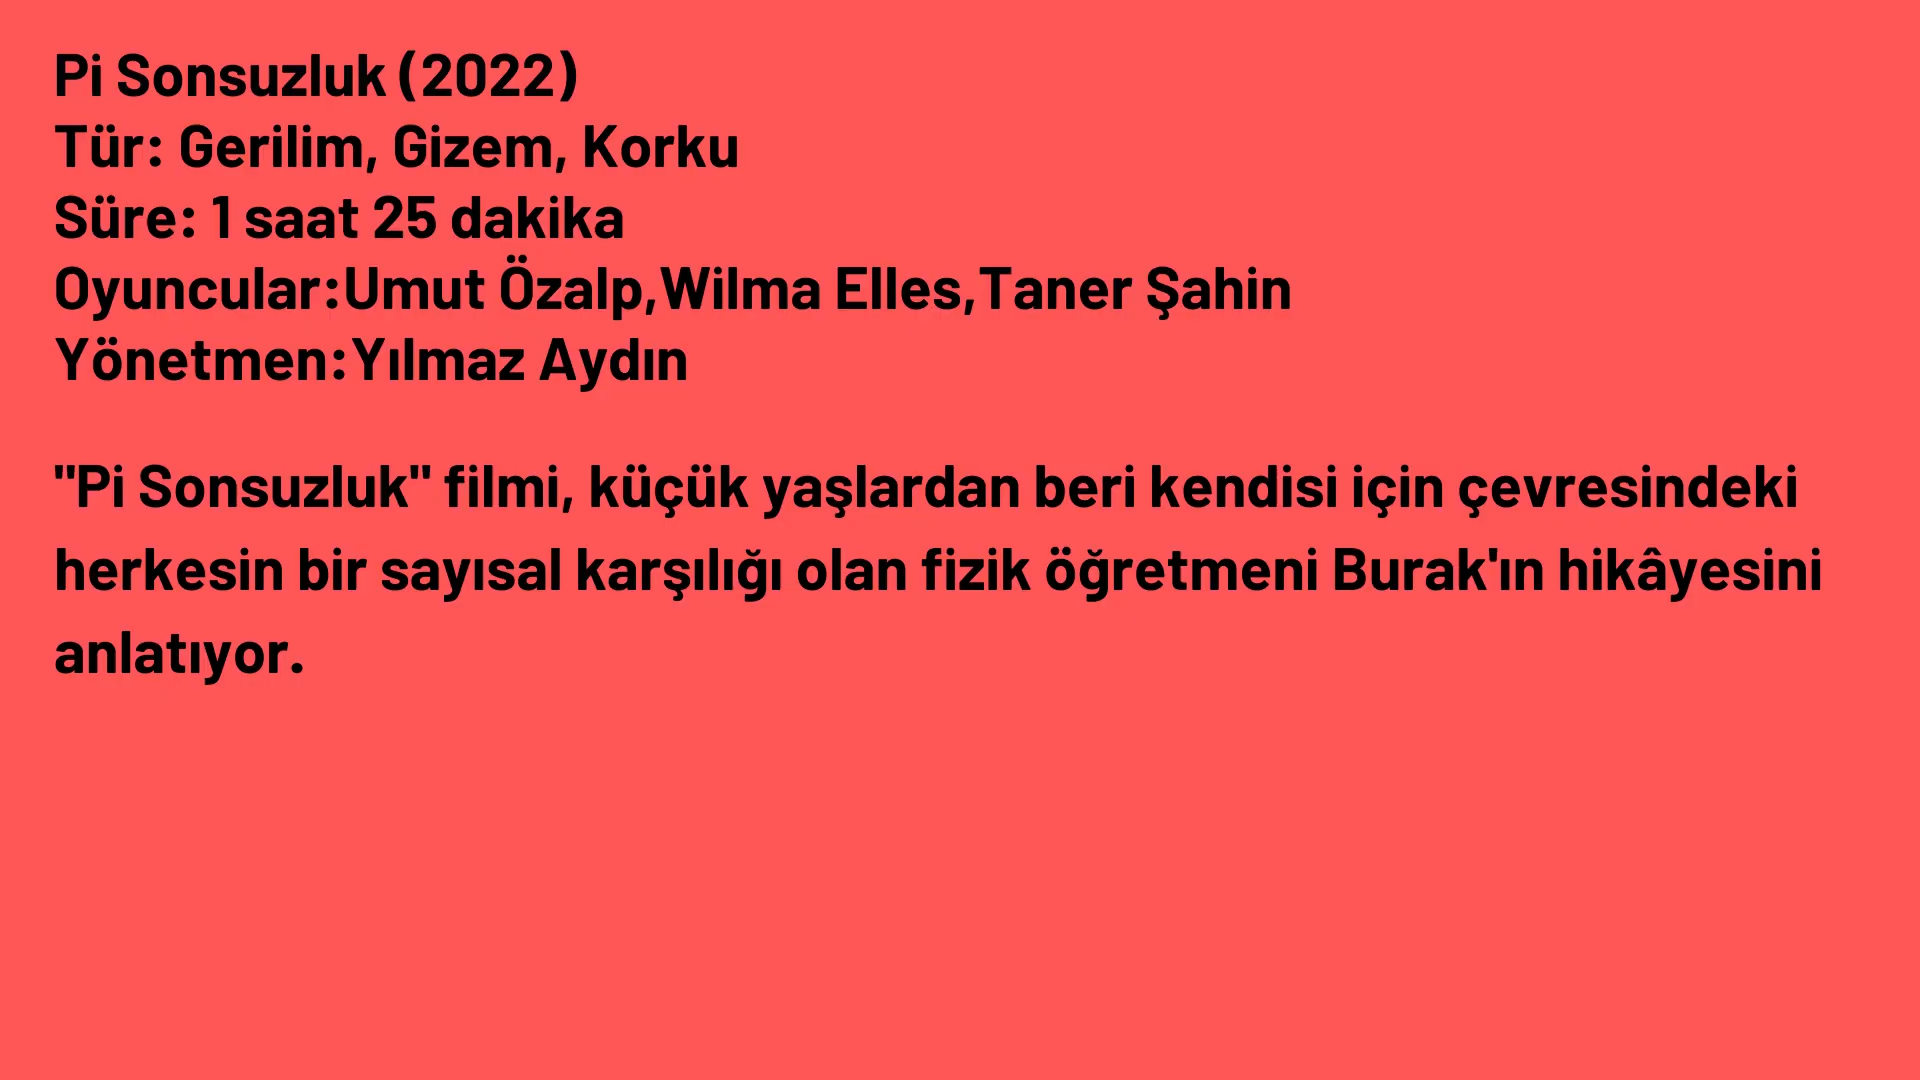 Pi Sonsuzluk (2022)
Tür: Gerilim, Gizem, Korku
Süre: 1 saat 25 dakika
Oyuncular:Umut Özalp,Wilma Elles,Taner Şahin
Yönetmen:Yılmaz Aydın
"Pi Sonsuzluk" filmi, küçük yaşlardan beri kendisi için çevresindeki
herkesin bir sayısal karşılığı olan fizik öğretmeni Burak'ın hikâyesini
anlatıyor.